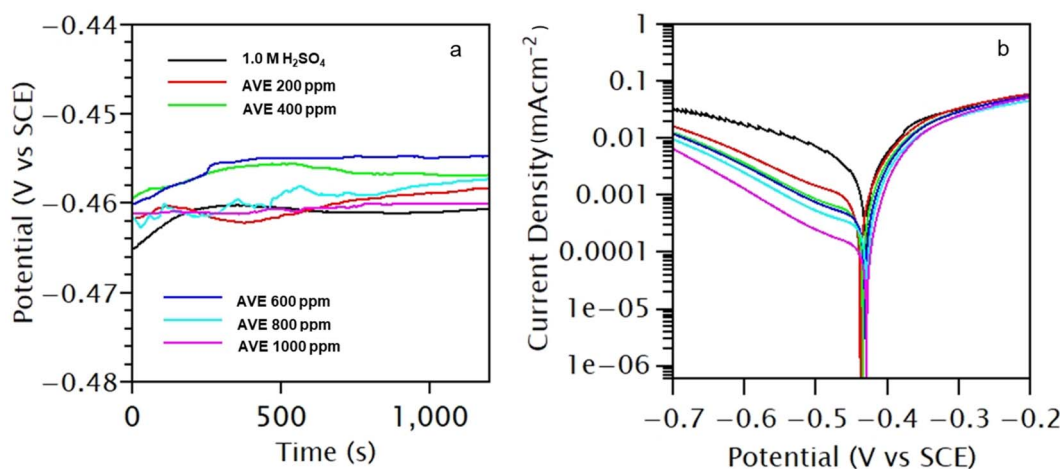 −0.44
−0.45
−0.46
−0.47
−0.48
Potential (V vs SCE)
a
1.0 M H₂SO₄
AVE 200 ppm
AVE 400 ppm
AVE 600 ppm
AVE 800 ppm
AVE 1000 ppm
0 500 1,000
Time (s)
1
0.1
0.01
0.001
0.0001
1e−05
1e−06
Current Density (mAcm⁻²)
b
−0.7 −0.6 −0.5 −0.4 −0.3 −0.2
Potential (V vs SCE)